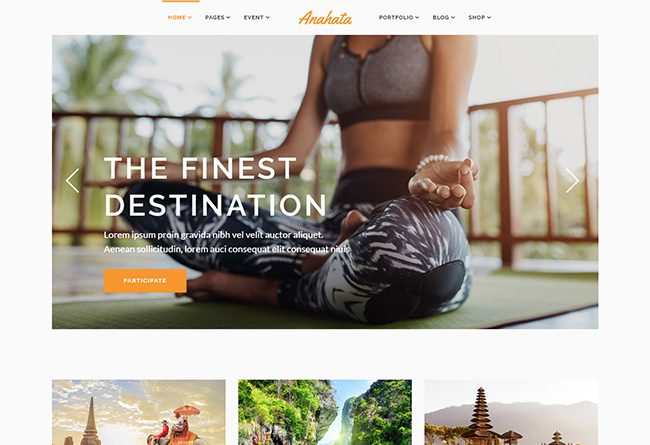 HOME PAGES EVENT Anahata PORTFOLIO BLOG SHOP
THE FINEST
DESTINATION
Lorem ipsum proin gravida nibh vel velit auctor aliquet.
Aenean sollicitudin, lorem auci consequat elit consequat niuis
PARTICIPATE